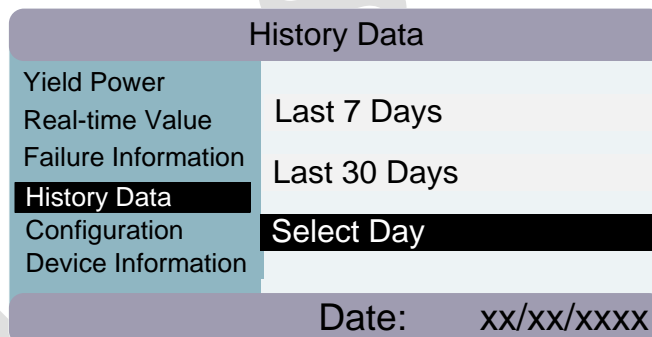 History Data
Yield Power
Real-time Value
Failure Information
History Data
Configuration
Device Information
Last 7 Days
Last 30 Days
Select Day
Date: xx/xx/xxxx